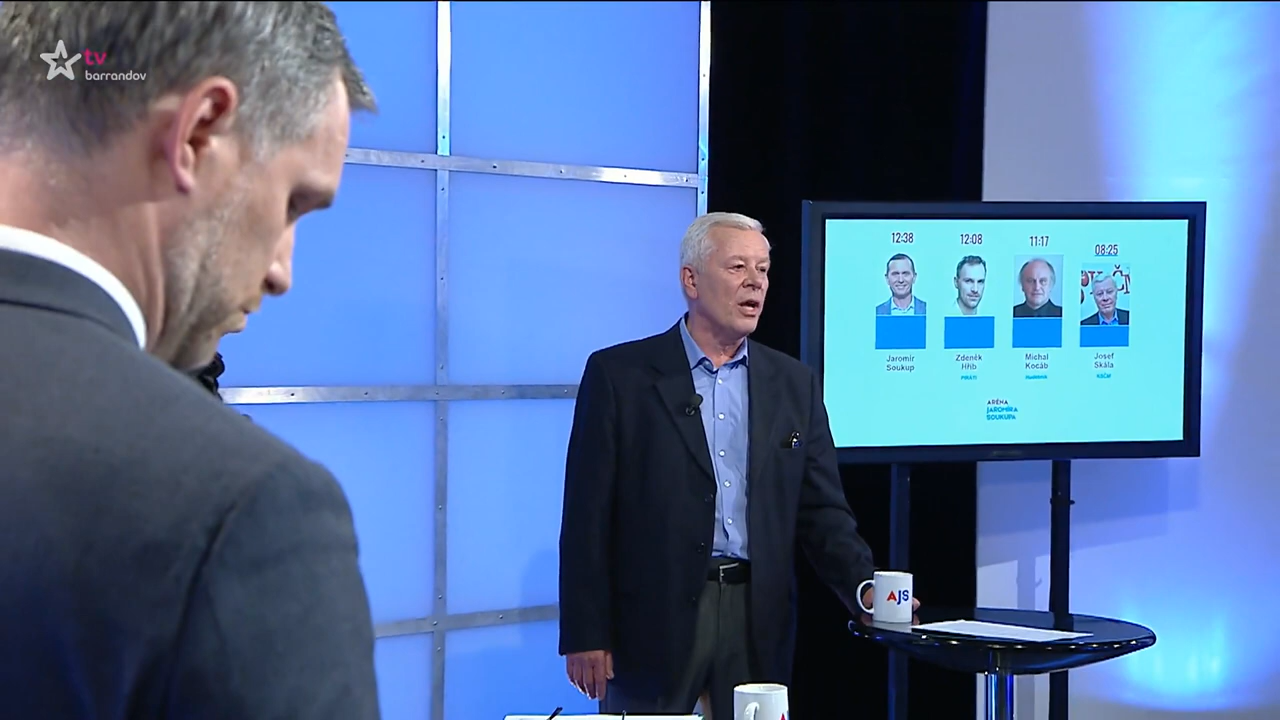 tv
barrandov
12:38
12:08
11:17
08:25
Jaromír
Soukup
Zdeněk
Hřib
PIRÁTI
Michal
Kocáb
Josef
Skála
KSČM
ARÉNA
JAROMÍRA
SOUKUPA
AJS